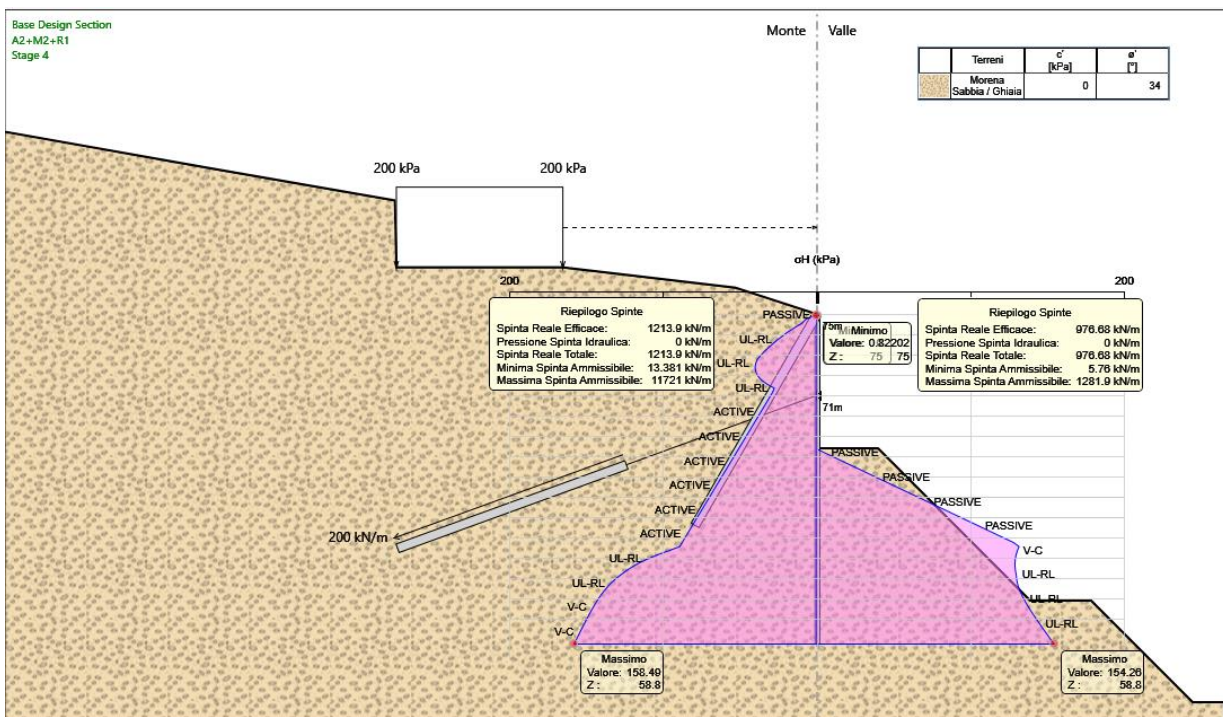 Base Design Section
A2+M2+R1
Stage 4
Monte
Valle
Terreni
c' [kPa]
ø' [°]
Morena
Sabbia / Ghiaia
0
34
200 kPa
200 kPa
σH (kPa)
200
200
Riepilogo Spinte
Spinta Reale Efficace: 1213.9 kN/m
Pressione Spinta Idraulica: 0 kN/m
Spinta Reale Totale: 1213.9 kN/m
Minima Spinta Ammissibile: 13.381 kN/m
Massima Spinta Ammissibile: 11721 kN/m
Riepilogo Spinte
Spinta Reale Efficace: 976.68 kN/m
Pressione Spinta Idraulica: 0 kN/m
Spinta Reale Totale: 976.68 kN/m
Minima Spinta Ammissibile: 5.76 kN/m
Massima Spinta Ammissibile: 1281.9 kN/m
PASSIVE
75m
Minimo
Valore: 0.82202
Z : 75 75
UL-RL
UL-RL
UL-RL
71m
ACTIVE
ACTIVE
ACTIVE
ACTIVE
ACTIVE
ACTIVE
UL-RL
UL-RL
V-C
V-C
PASSIVE
PASSIVE
PASSIVE
PASSIVE
V-C
UL-RL
UL-RL
UL-RL
200 kN/m
Massimo
Valore: 158.49
Z : 58.8
Massimo
Valore: 154.26
Z : 58.8